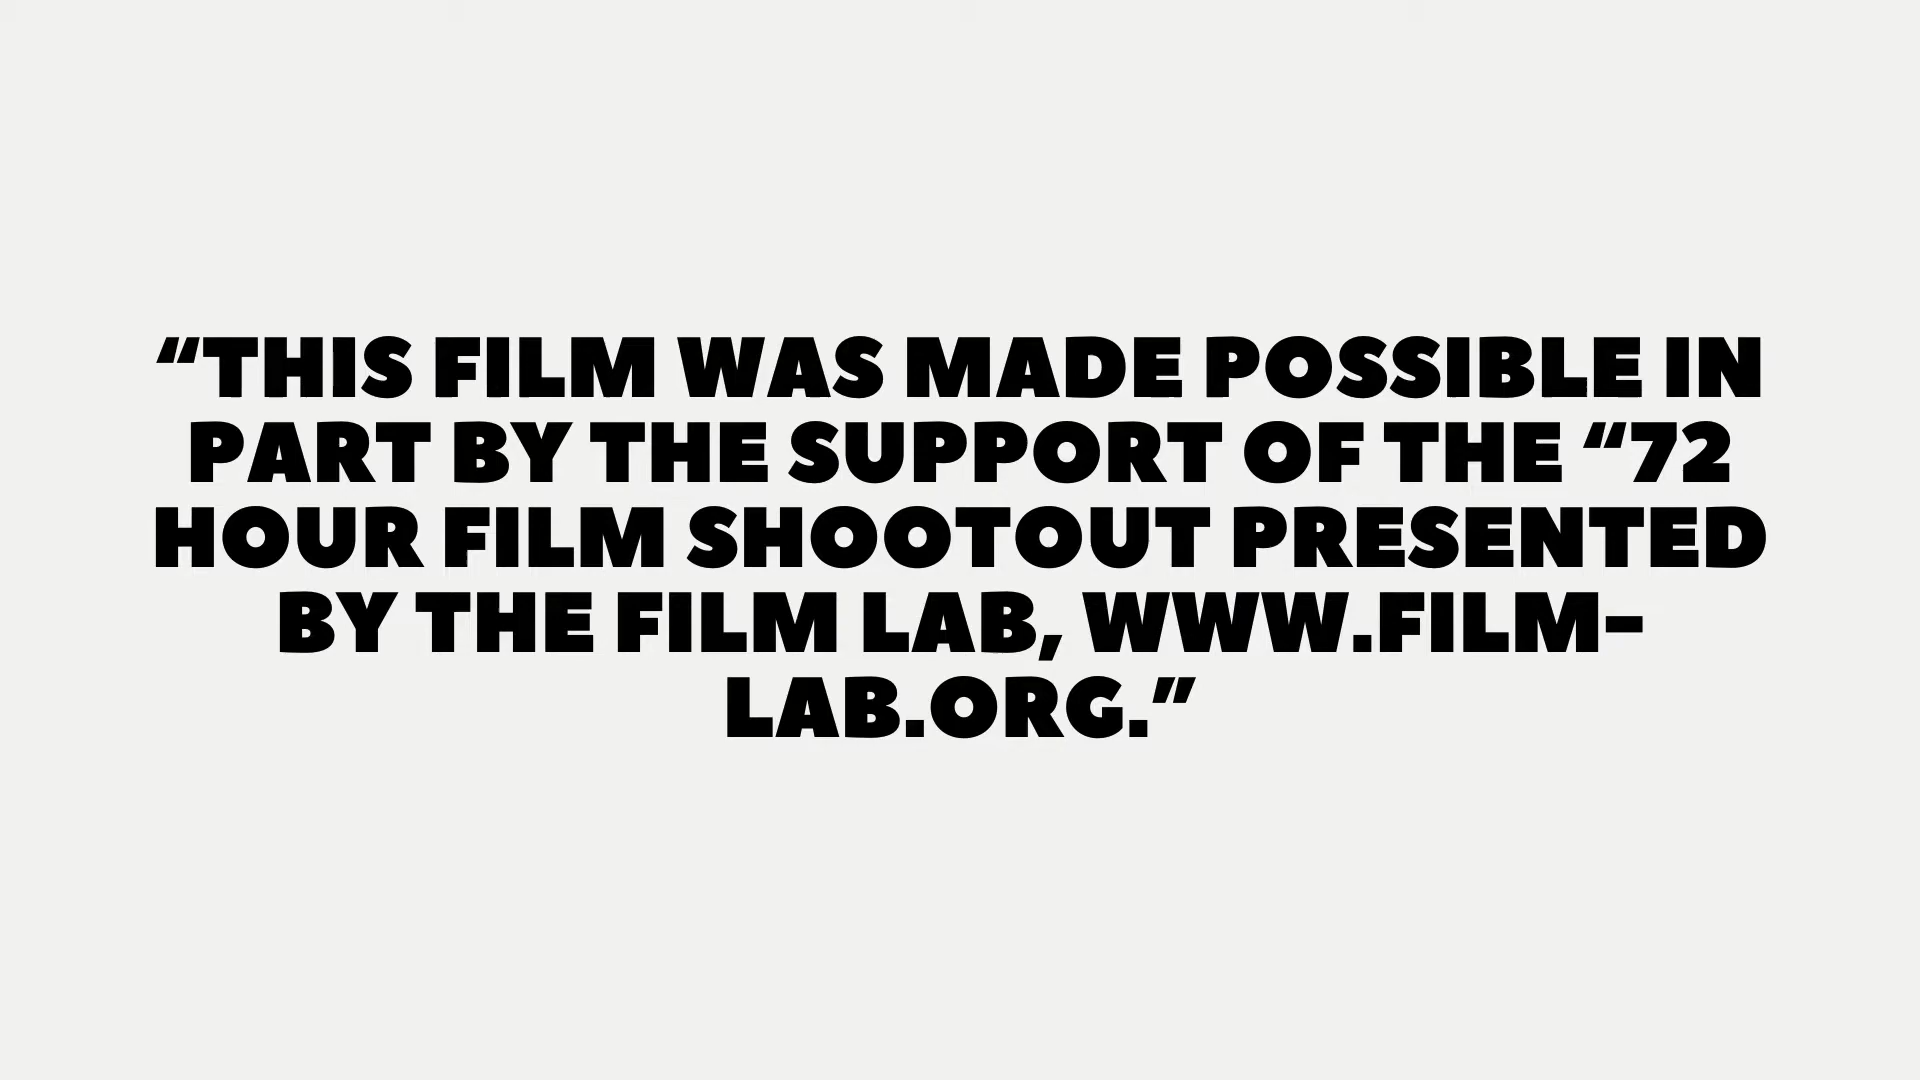 “THIS FILM WAS MADE POSSIBLE IN
PART BY THE SUPPORT OF THE “72
HOUR FILM SHOOTOUT PRESENTED
BY THE FILM LAB, WWW.FILM-
LAB.ORG.”